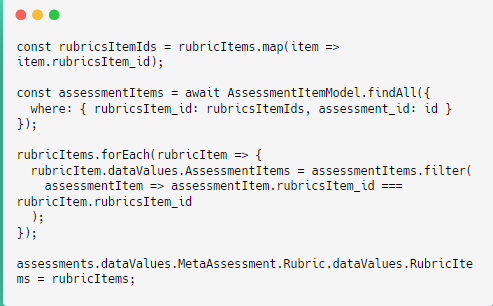 const rubricsItemIds = rubricItems.map(item =>
item.rubricsItem_id);
const assessmentItems = await AssessmentItemModel.findAll({
  where: { rubricsItem_id: rubricsItemIds, assessment_id: id }
});
rubricItems.forEach(rubricItem => {
  rubricItem.dataValues.AssessmentItems = assessmentItems.filter(
    assessmentItem => assessmentItem.rubricsItem_id ===
rubricItem.rubricsItem_id
  );
});
assessments.dataValues.MetaAssessment.Rubric.dataValues.RubricIte
ms = rubricItems;